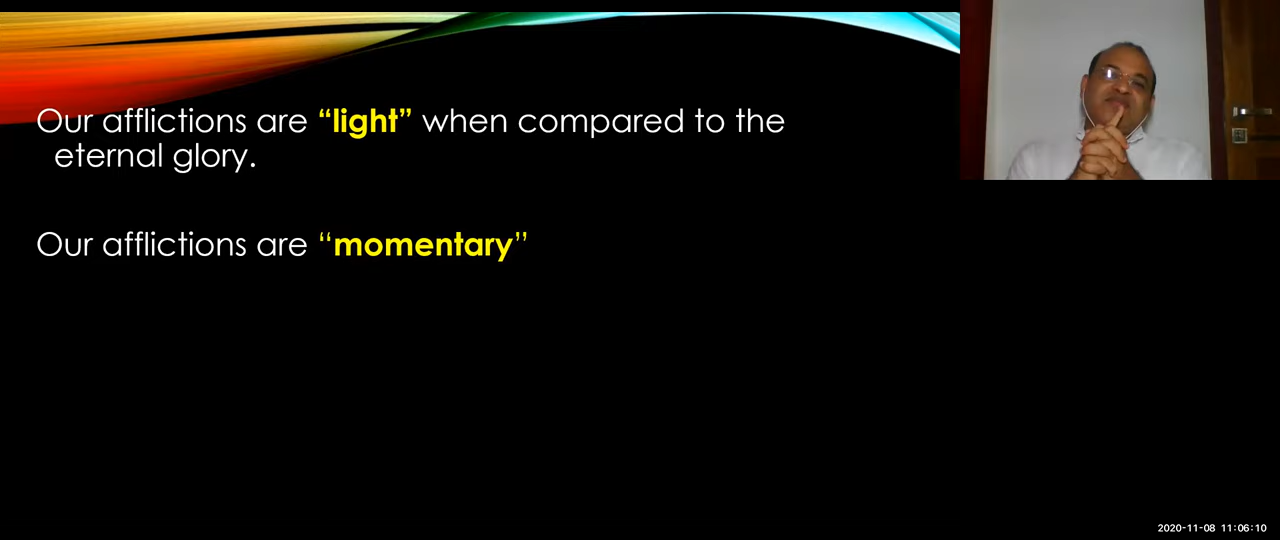 Our afflictions are “light” when compared to the
eternal glory.
Our afflictions are “momentary”
2020-11-08 11:06:10